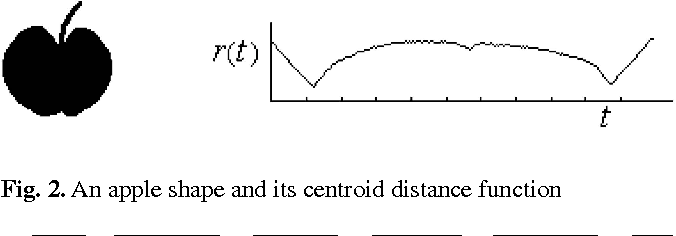 r(t)
t
Fig. 2. An apple shape and its centroid distance function